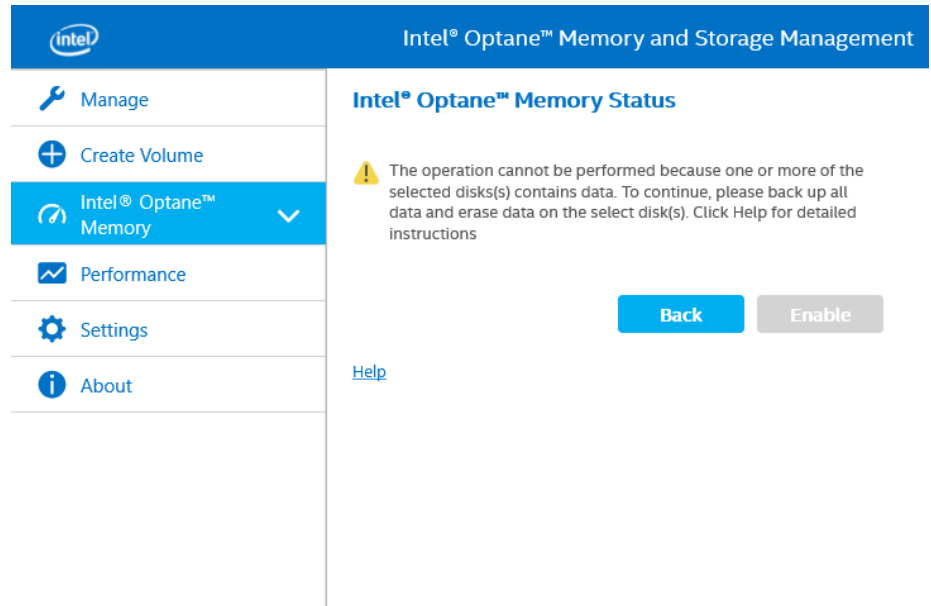 intel
Intel® Optane™ Memory and Storage Management
Manage
Create Volume
Intel® Optane™
Memory
Performance
Settings
About
Intel® Optane™ Memory Status
The operation cannot be performed because one or more of the
selected disks(s) contains data. To continue, please back up all
data and erase data on the select disk(s). Click Help for detailed
instructions
Back
Enable
Help